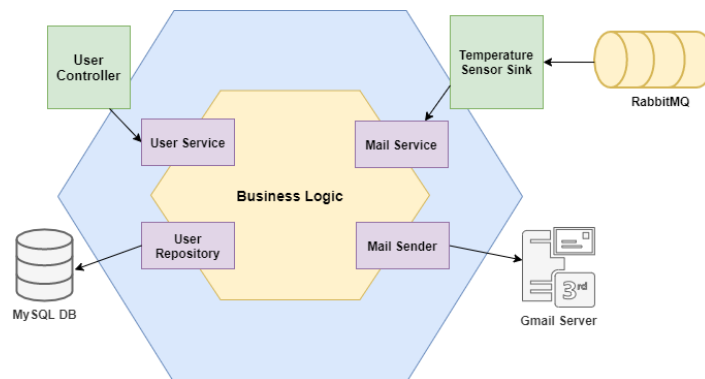 User
Controller
Temperature
Sensor Sink
RabbitMQ
User Service
Mail Service
Business Logic
User
Repository
Mail Sender
MySQL DB
3rd
Gmail Server